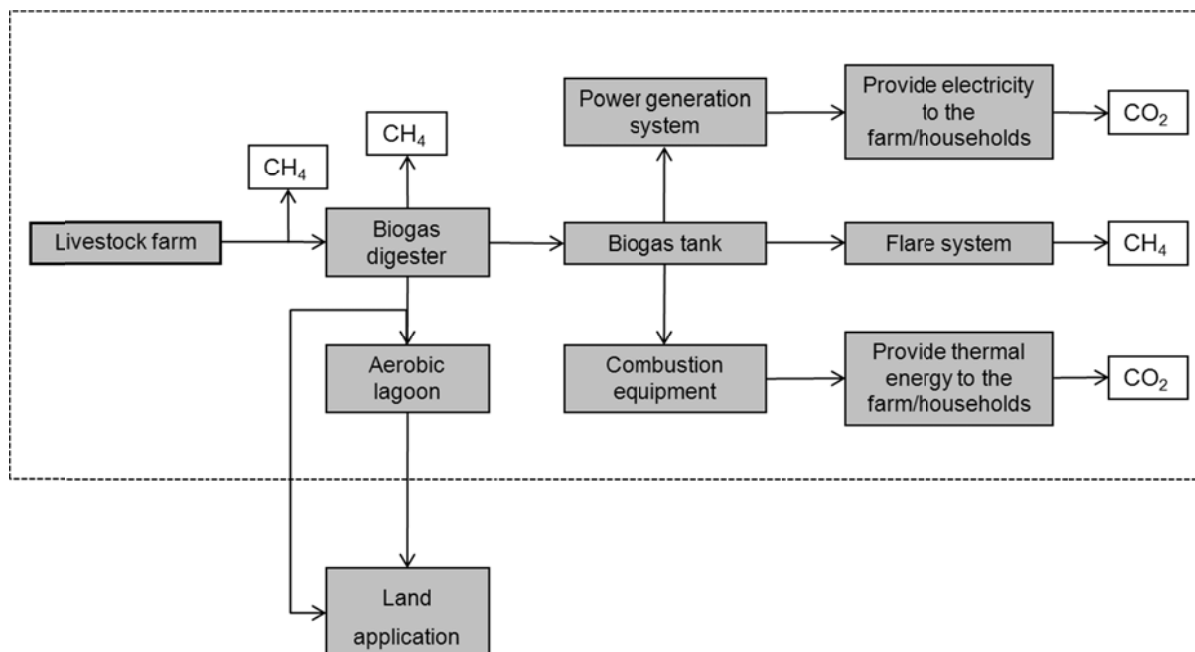 Power generation
system
Provide electricity
to the
farm/households
CO₂
CH₄
CH₄
Livestock farm
Biogas
digester
Biogas tank
Flare system
CH₄
Aerobic
lagoon
Combustion
equipment
Provide thermal
energy to the
farm/households
CO₂
Land
application